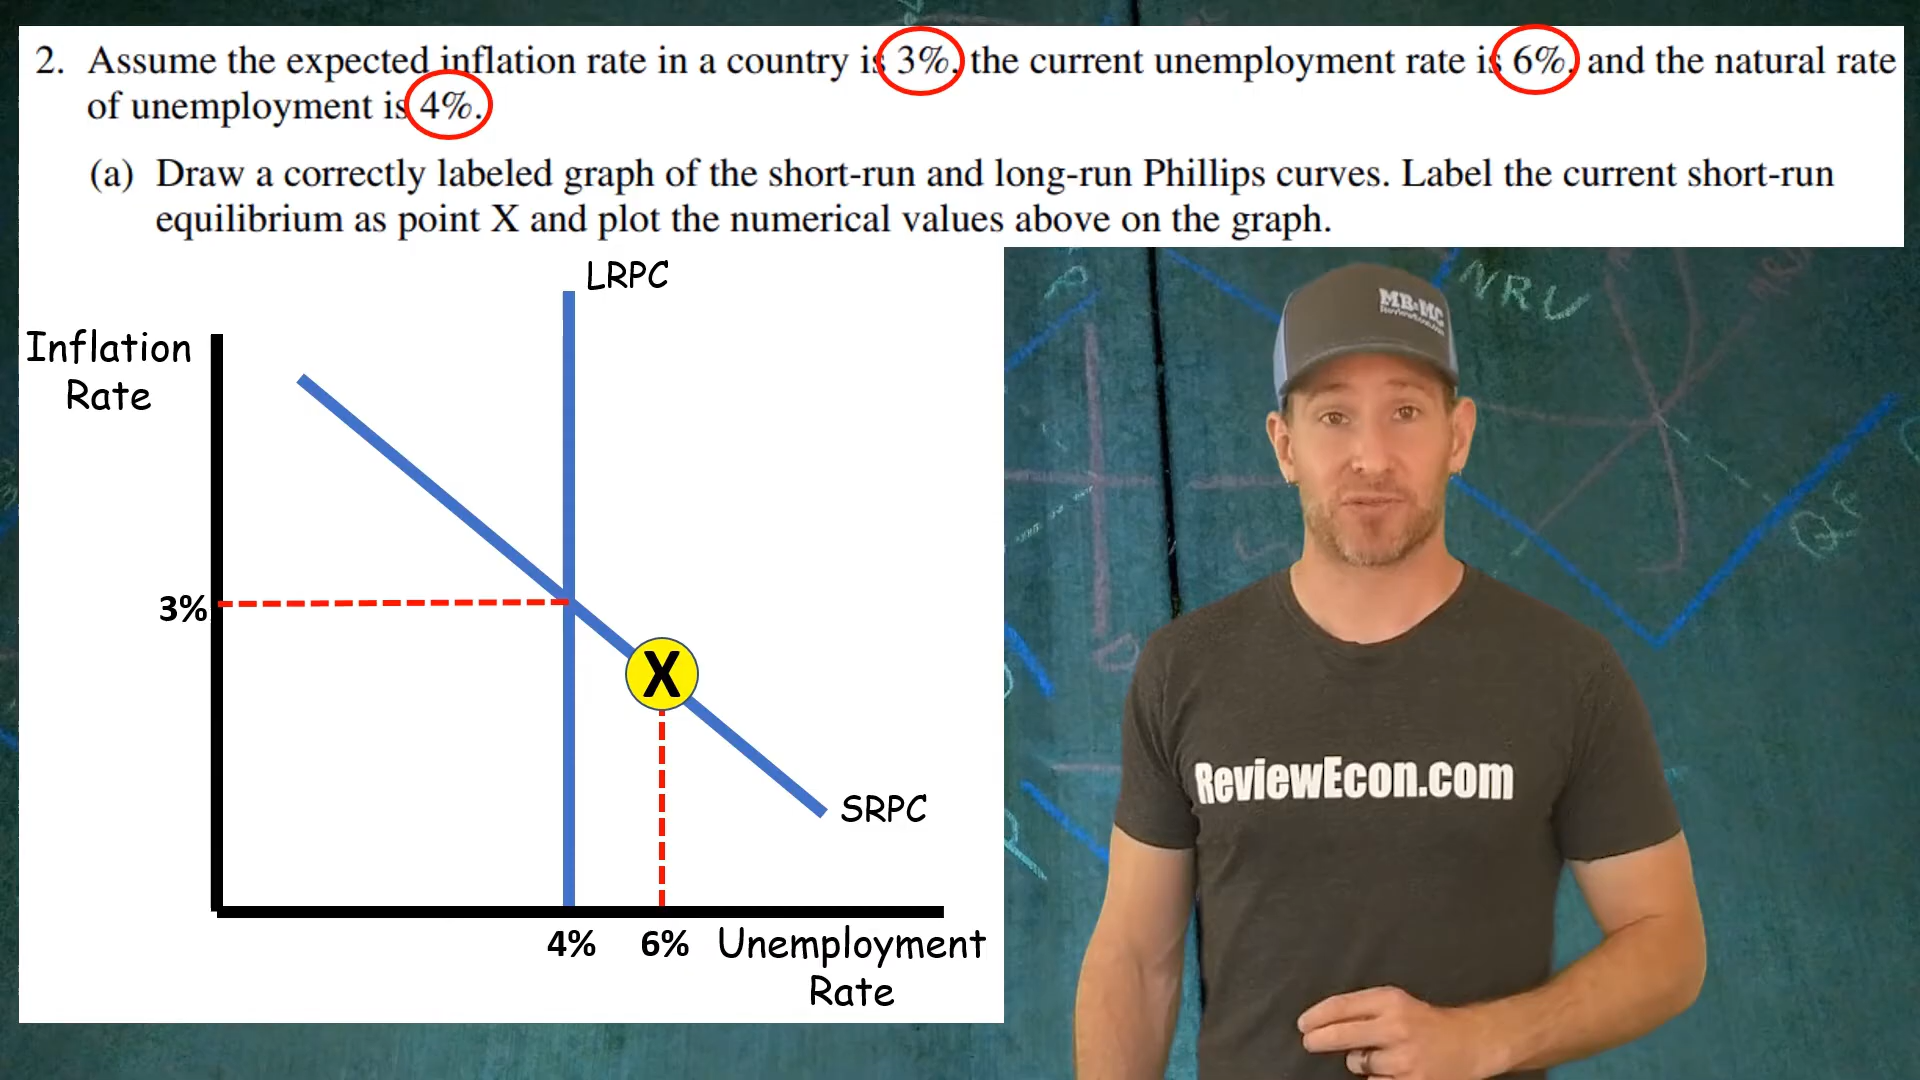 2. Assume the expected inflation rate in a country is 3%, the current unemployment rate is 6%, and the natural rate
of unemployment is 4%.
(a) Draw a correctly labeled graph of the short-run and long-run Phillips curves. Label the current short-run
equilibrium as point X and plot the numerical values above on the graph.
LRPC
Inflation
Rate
3%
X
SRPC
4% 6% Unemployment
Rate
NRU
MB=MC
ReviewEcon.com
ReviewEcon.com